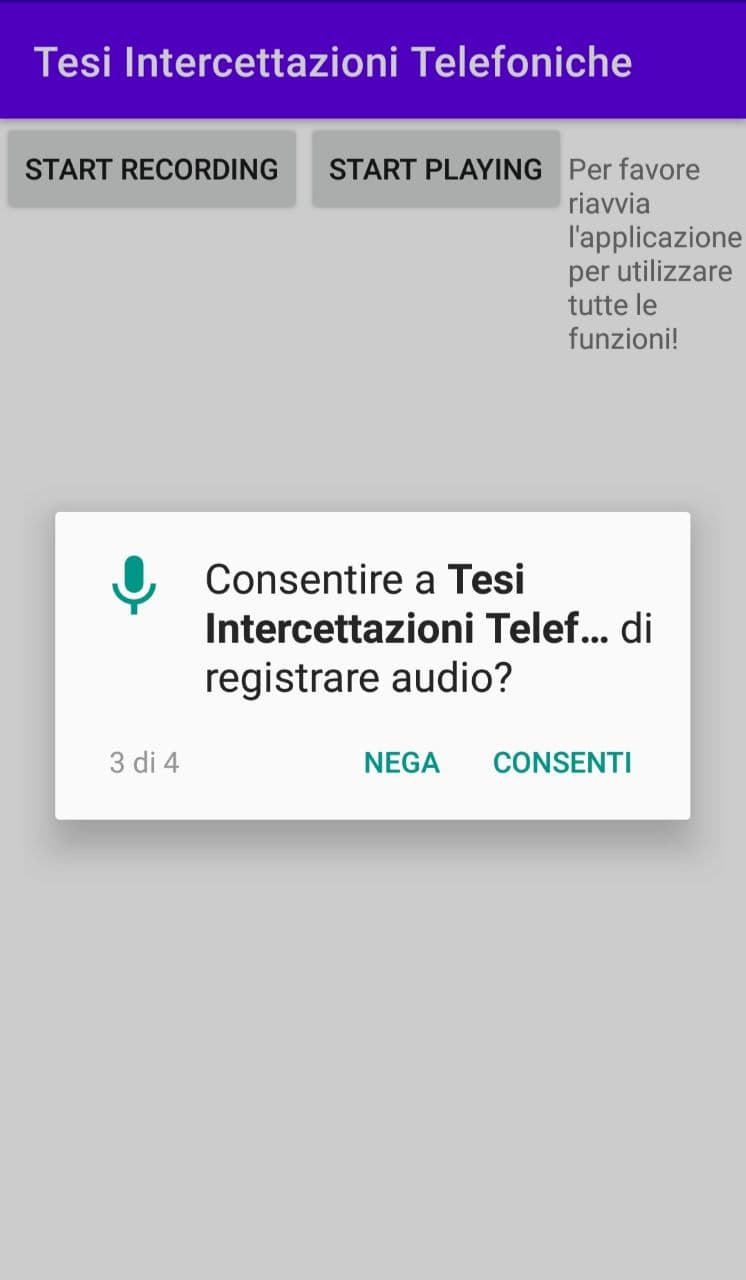 Tesi Intercettazioni Telefoniche
START RECORDING
START PLAYING
Per favore
riavvia
l'applicazione
per utilizzare
tutte le
funzioni!
Consentire a Tesi
Intercettazioni Telef... di
registrare audio?
3 di 4
NEGA
CONSENTI